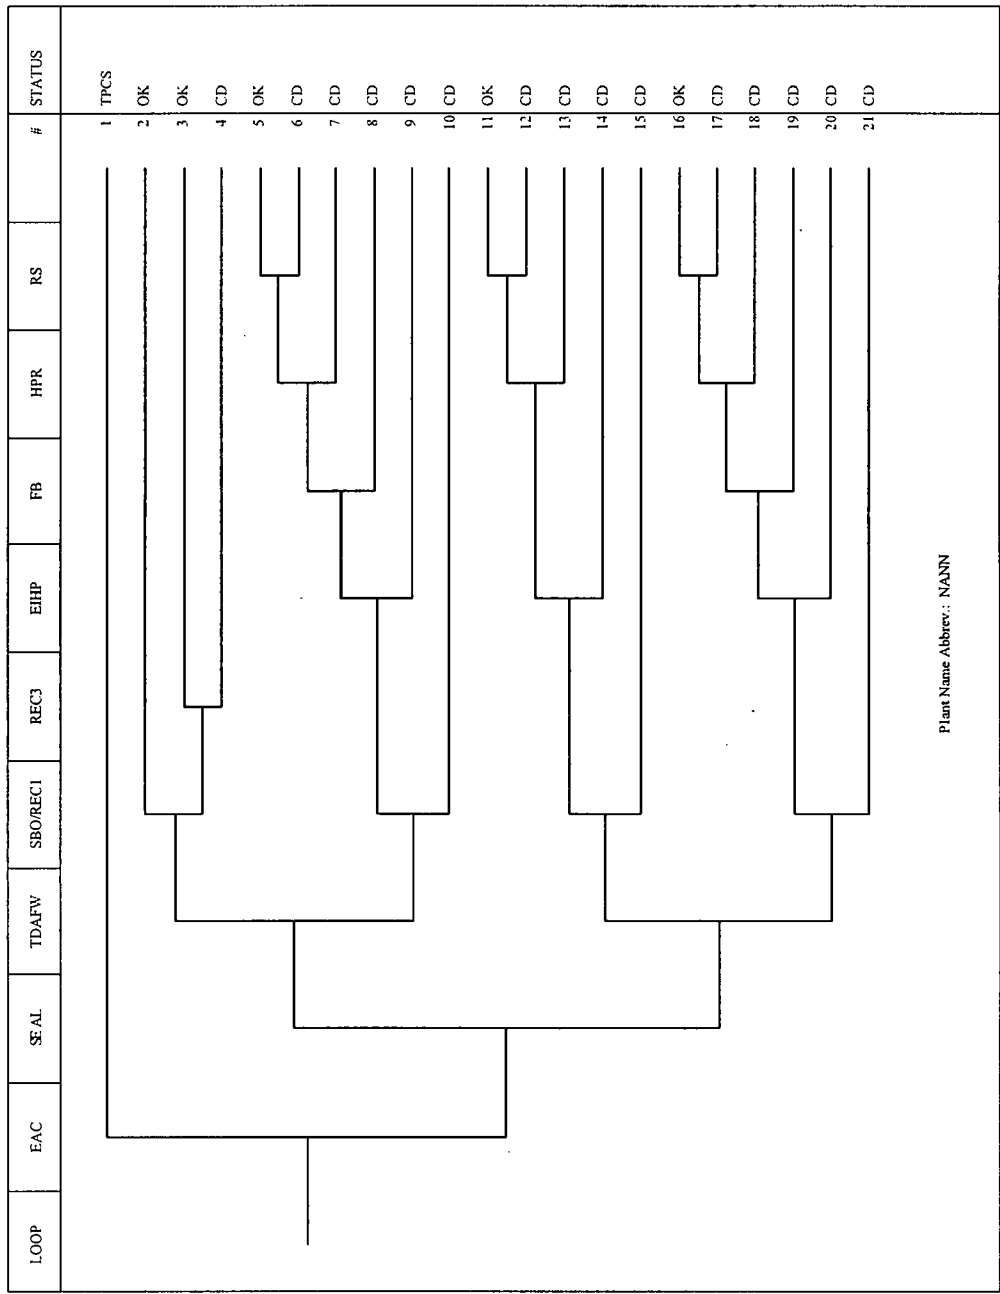 LOOP EAC SEAL TDAFW SBO/REC1 REC3 EIHP FB HPR RS # STATUS
1 TPCS
2 OK
3 OK
4 CD
5 OK
6 CD
7 CD
8 CD
9 CD
10 CD
11 OK
12 CD
13 CD
14 CD
15 CD
16 OK
17 CD
18 CD
19 CD
20 CD
21 CD
Plant Name Abbrev.: NANN